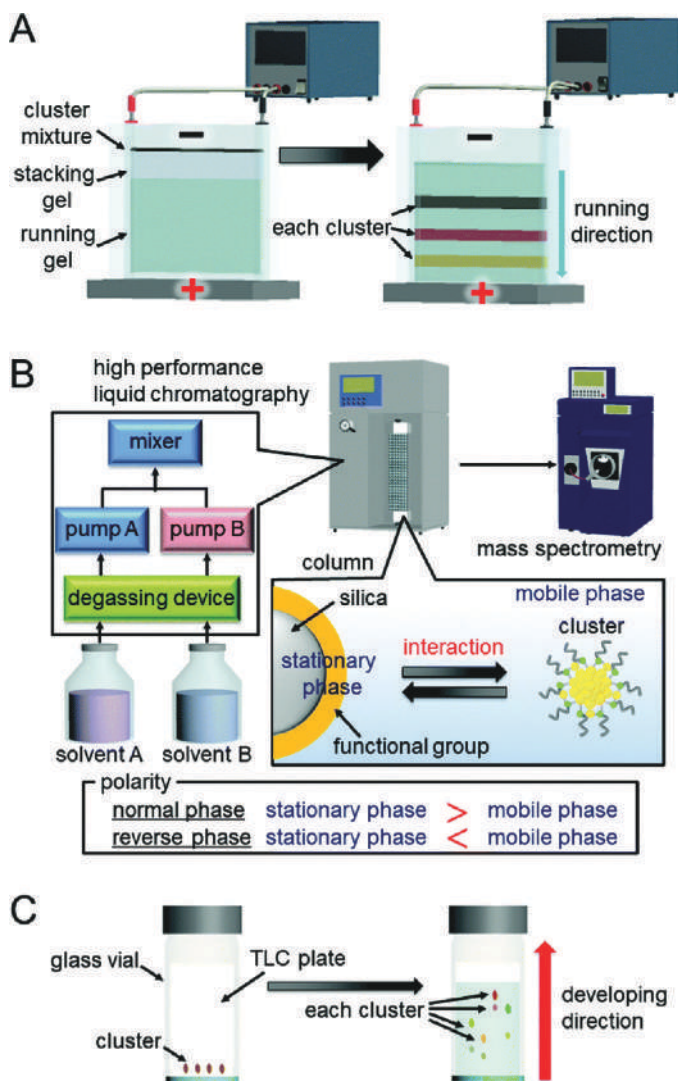 A
cluster
mixture
stacking
gel
running
gel
each cluster
running
direction
+
+
B
high performance
liquid chromatography
mixer
pump A
pump B
degassing device
solvent A
solvent B
mass spectrometry
column
silica
stationary
phase
functional group
interaction
mobile phase
cluster
polarity
normal phase stationary phase > mobile phase
reverse phase stationary phase < mobile phase
C
glass vial
TLC plate
cluster
each cluster
developing
direction